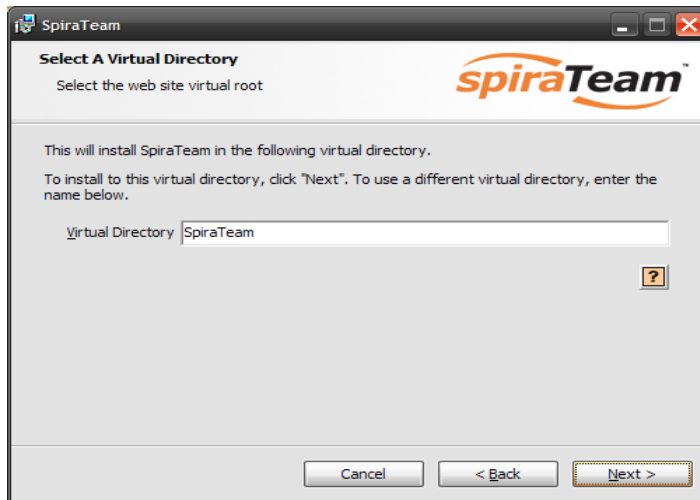 SpiraTeam
Select A Virtual Directory
Select the web site virtual root
spiraTeam™
This will install SpiraTeam in the following virtual directory.
To install to this virtual directory, click "Next". To use a different virtual directory, enter the
name below.
Virtual Directory SpiraTeam
?
Cancel < Back Next >